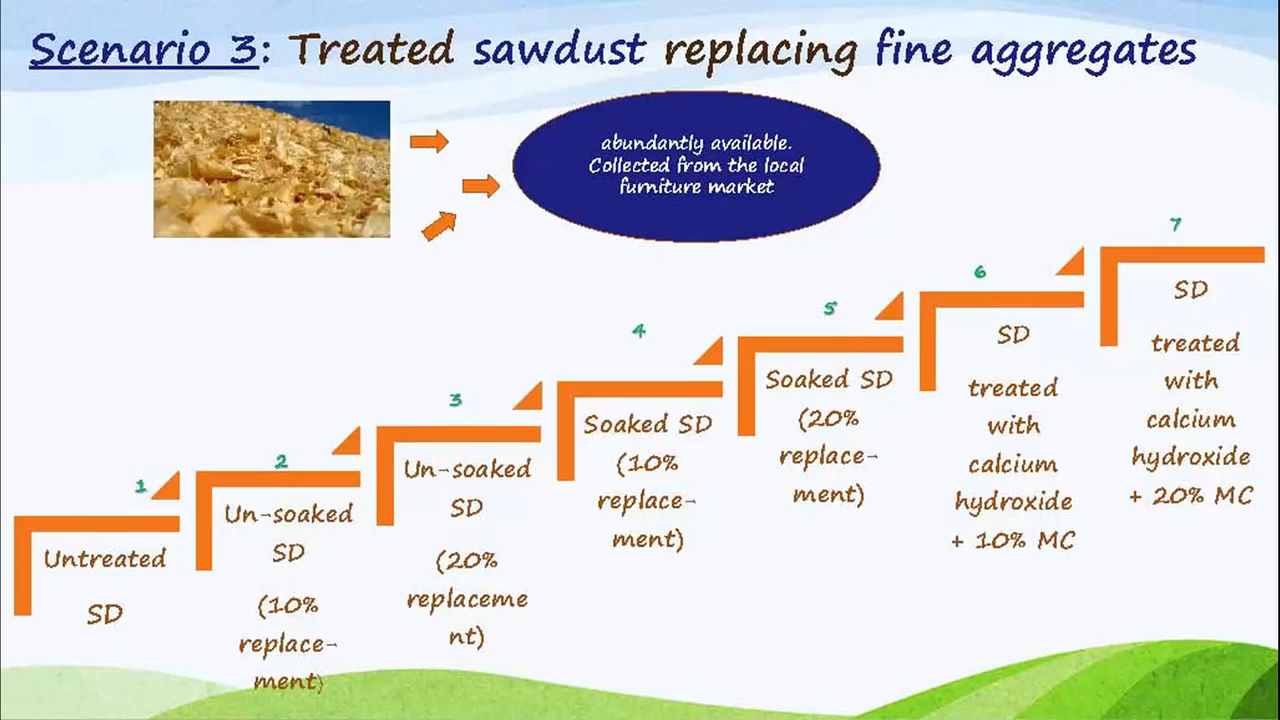 Scenario 3: Treated sawdust replacing fine aggregates
abundantly available.
Collected from the local
furniture market
1
Untreated
SD
2
Un-soaked
SD
(10%
replace-
ment)
3
Un-soaked
SD
(20%
replaceme
nt)
4
Soaked SD
(10%
replace-
ment)
5
Soaked SD
(20%
replace-
ment)
6
SD
treated
with
calcium
hydroxide
+ 10% MC
7
SD
treated
with
calcium
hydroxide
+ 20% MC